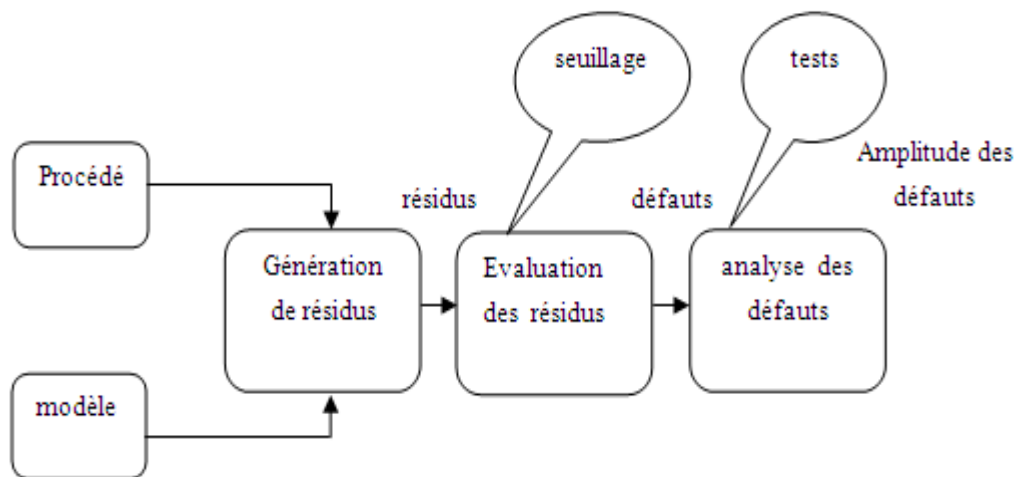 seuillage
tests
Procédé
Amplitude des
défauts
résidus
défauts
Génération
de résidus
Evaluation
des résidus
analyse des
défauts
modèle